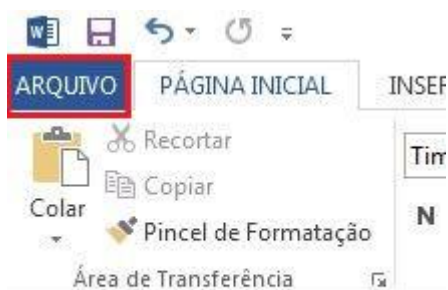 ARQUIVO PÁGINA INICIAL
Recortar
Copiar
Colar
Pincel de Formatação
N
Área de Transferência